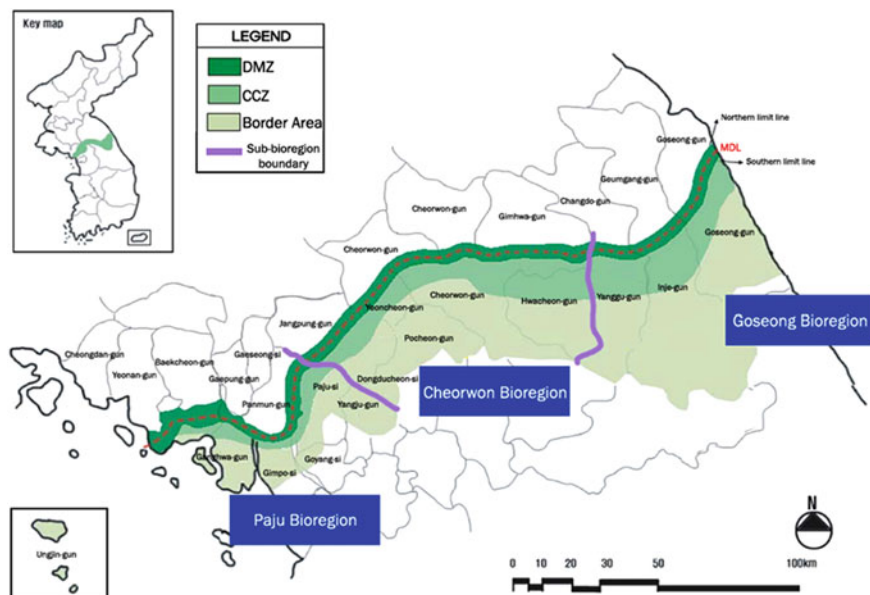 Key map
LEGEND
DMZ
CCZ
Border Area
Sub-bioregion
boundary
Northern limit line
MDL
Southern limit line
Goseong-gun
Geumgang-gun
Changdo-gun
Gimhwa-gun
Cheorwon-gun
Cheorwon-gun
Goseong-gun
Inje-gun
Yanggu-gun
Hwacheon-gun
Cheorwon-gun
Yeoncheon-gun
Pocheon-gun
Jangpung-gun
Gaeseong-si
Baekcheon-gun
Cheongdan-gun
Yeonan-gun
Gaepung-gun
Panmun-gun
Paju-si
Dongducheon-si
Yangju-gun
Goyang-si
Gimpo-si
Ganghwa-gun
Goseong Bioregion
Cheorwon Bioregion
Paju Bioregion
Ungjin-gun
N
0 5 10 20 30 50 100km